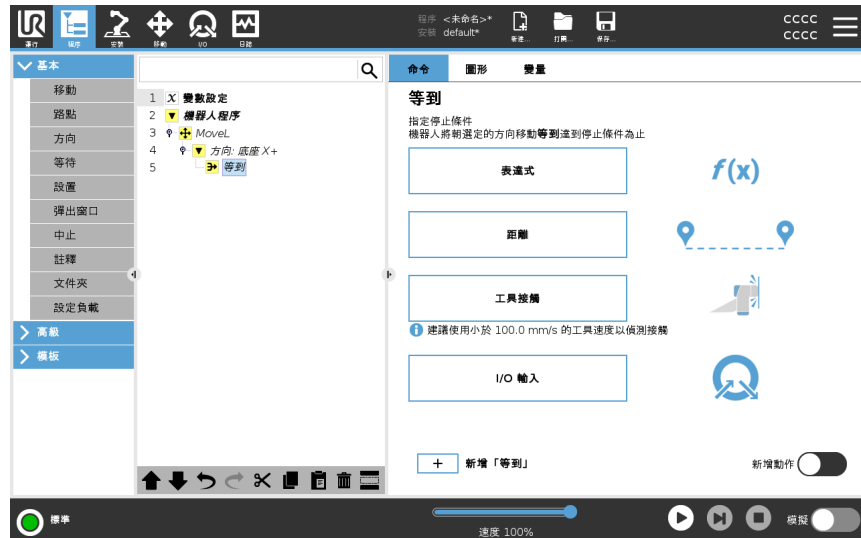 UR
運行
程序
安裝
移動
I/O
日誌
程序 <未命名>*
安裝 default*
新建...
打開...
保存...
cccc
cccc
基本
移動
路點
方向
等待
設置
彈出窗口
中止
註釋
文件夾
設定負載
高級
模板
1 X 變數設定
2 機器人程序
3 MoveL
4 方向: 底座 X+
5 等到
命令 圖形 變量
等到
指定停止條件
機器人將朝選定的方向移動等到達到停止條件為止
表達式
f(x)
距離
工具接觸
建議使用小於 100.0 mm/s 的工具速度以偵測接觸
I/O 輸入
+ 新增「等到」
新增動作
標準
速度 100%
模擬